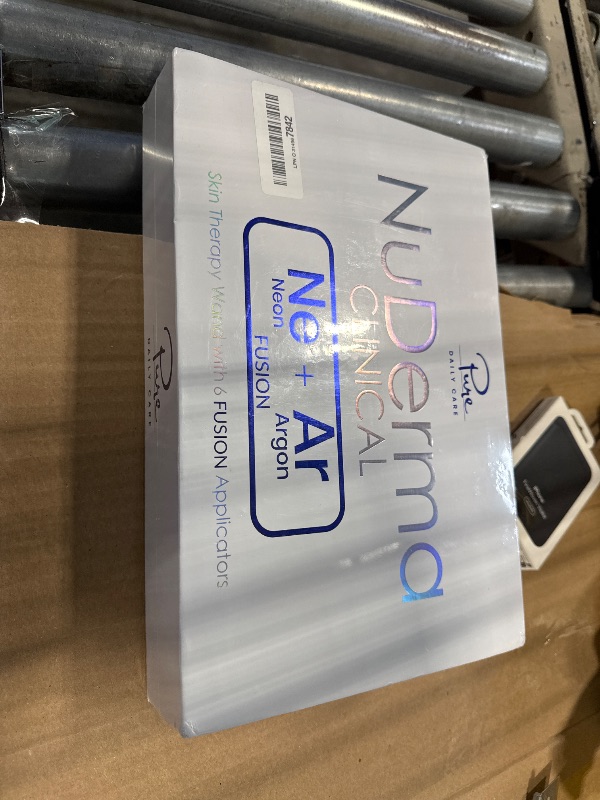 Pure
DAILY CARE
NuDerma
CLINICAL
Ne + Ar
Neon Argon
FUSION
Skin Therapy Wand with 6 FUSION Applicators
7842
Pure
DAILY CARE